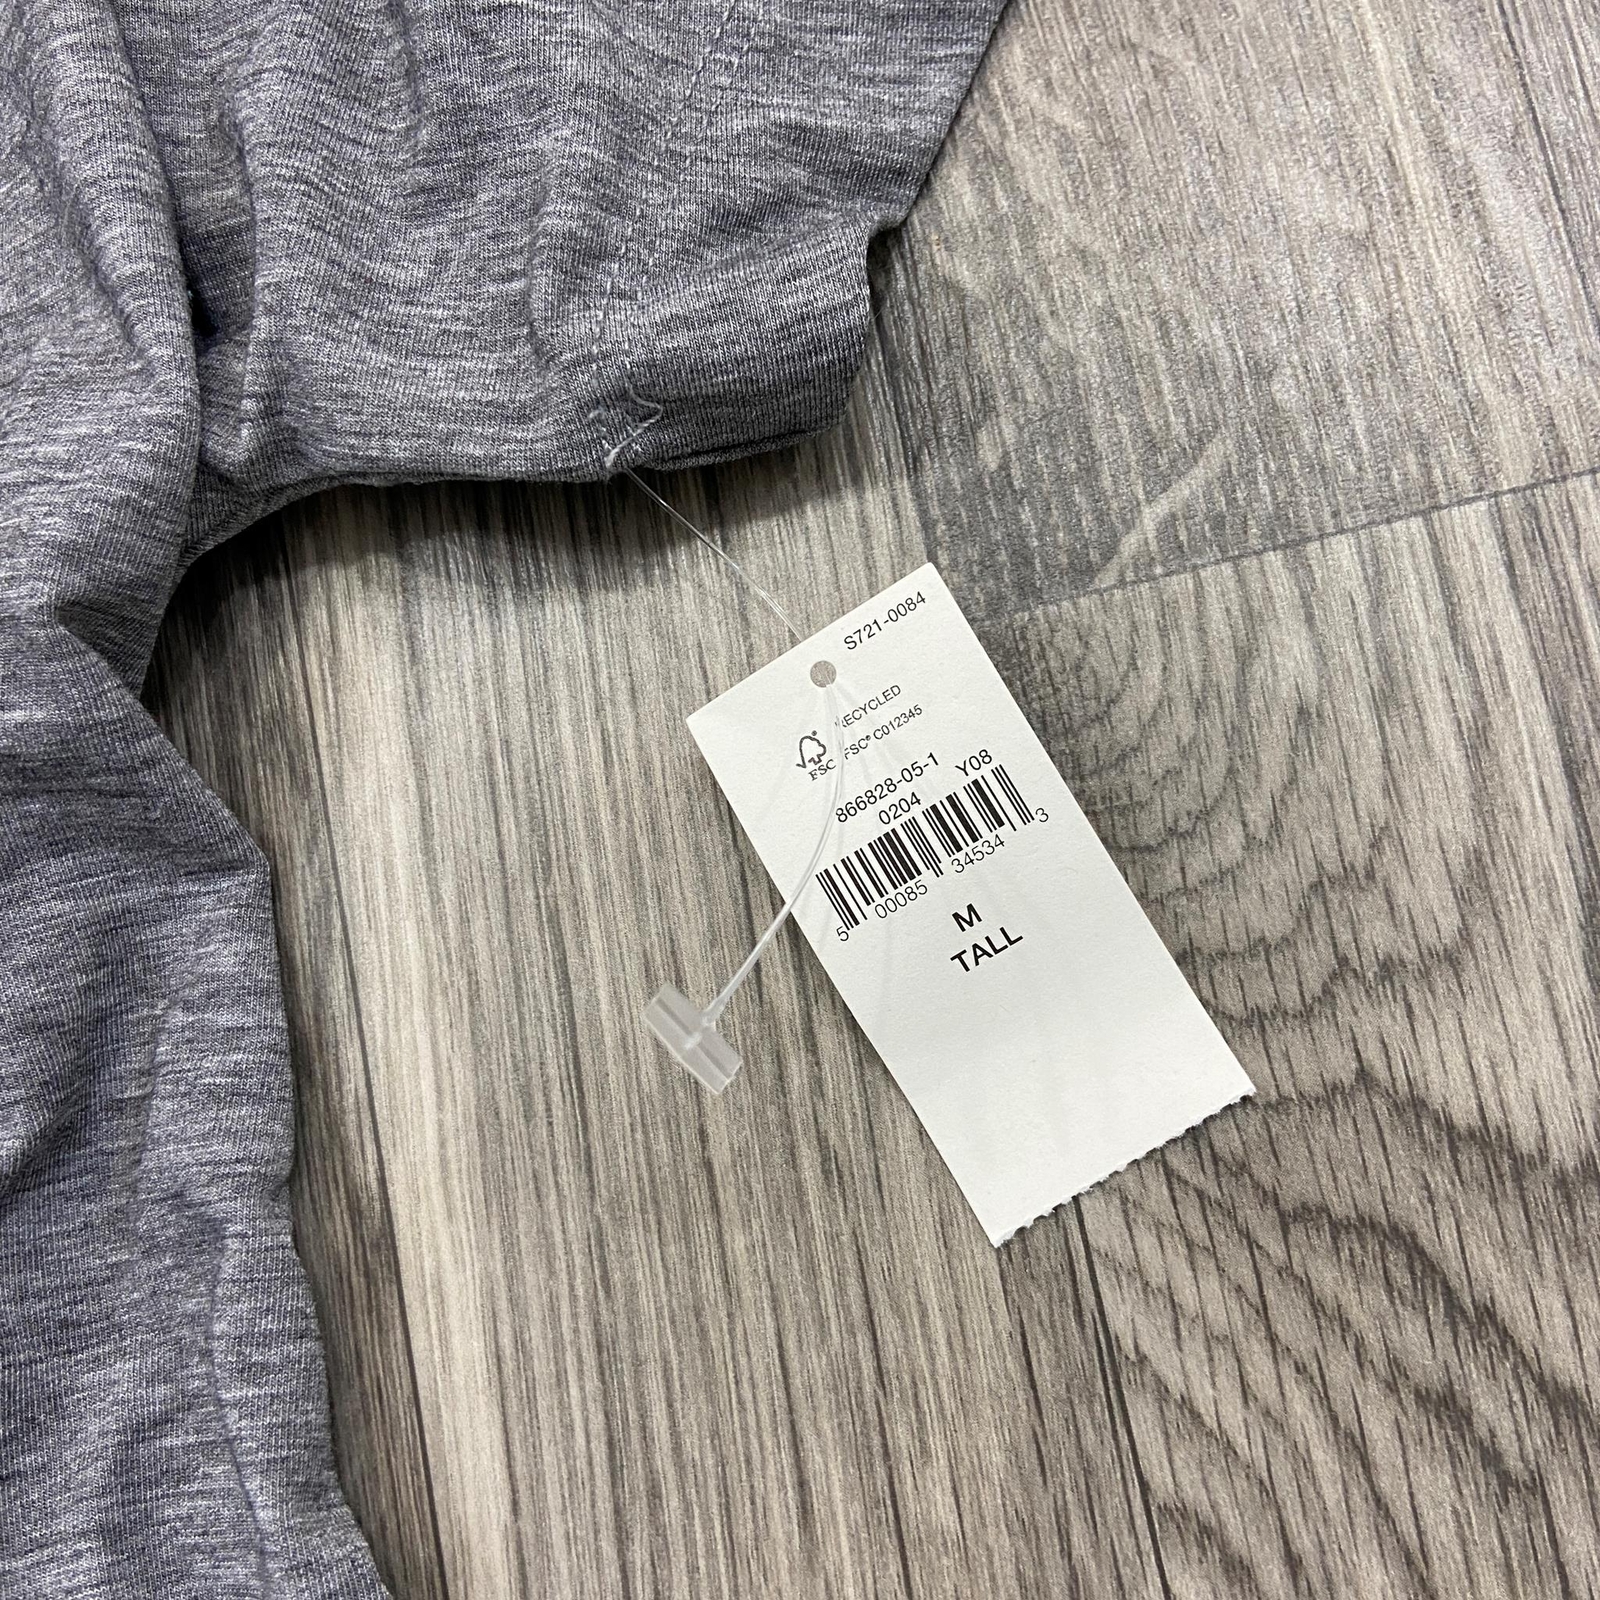 S721-0084
RECYCLED
FSC® C012345
FSC
866828-05-1 Y08
0204
5 00085 34534 3
M
TALL